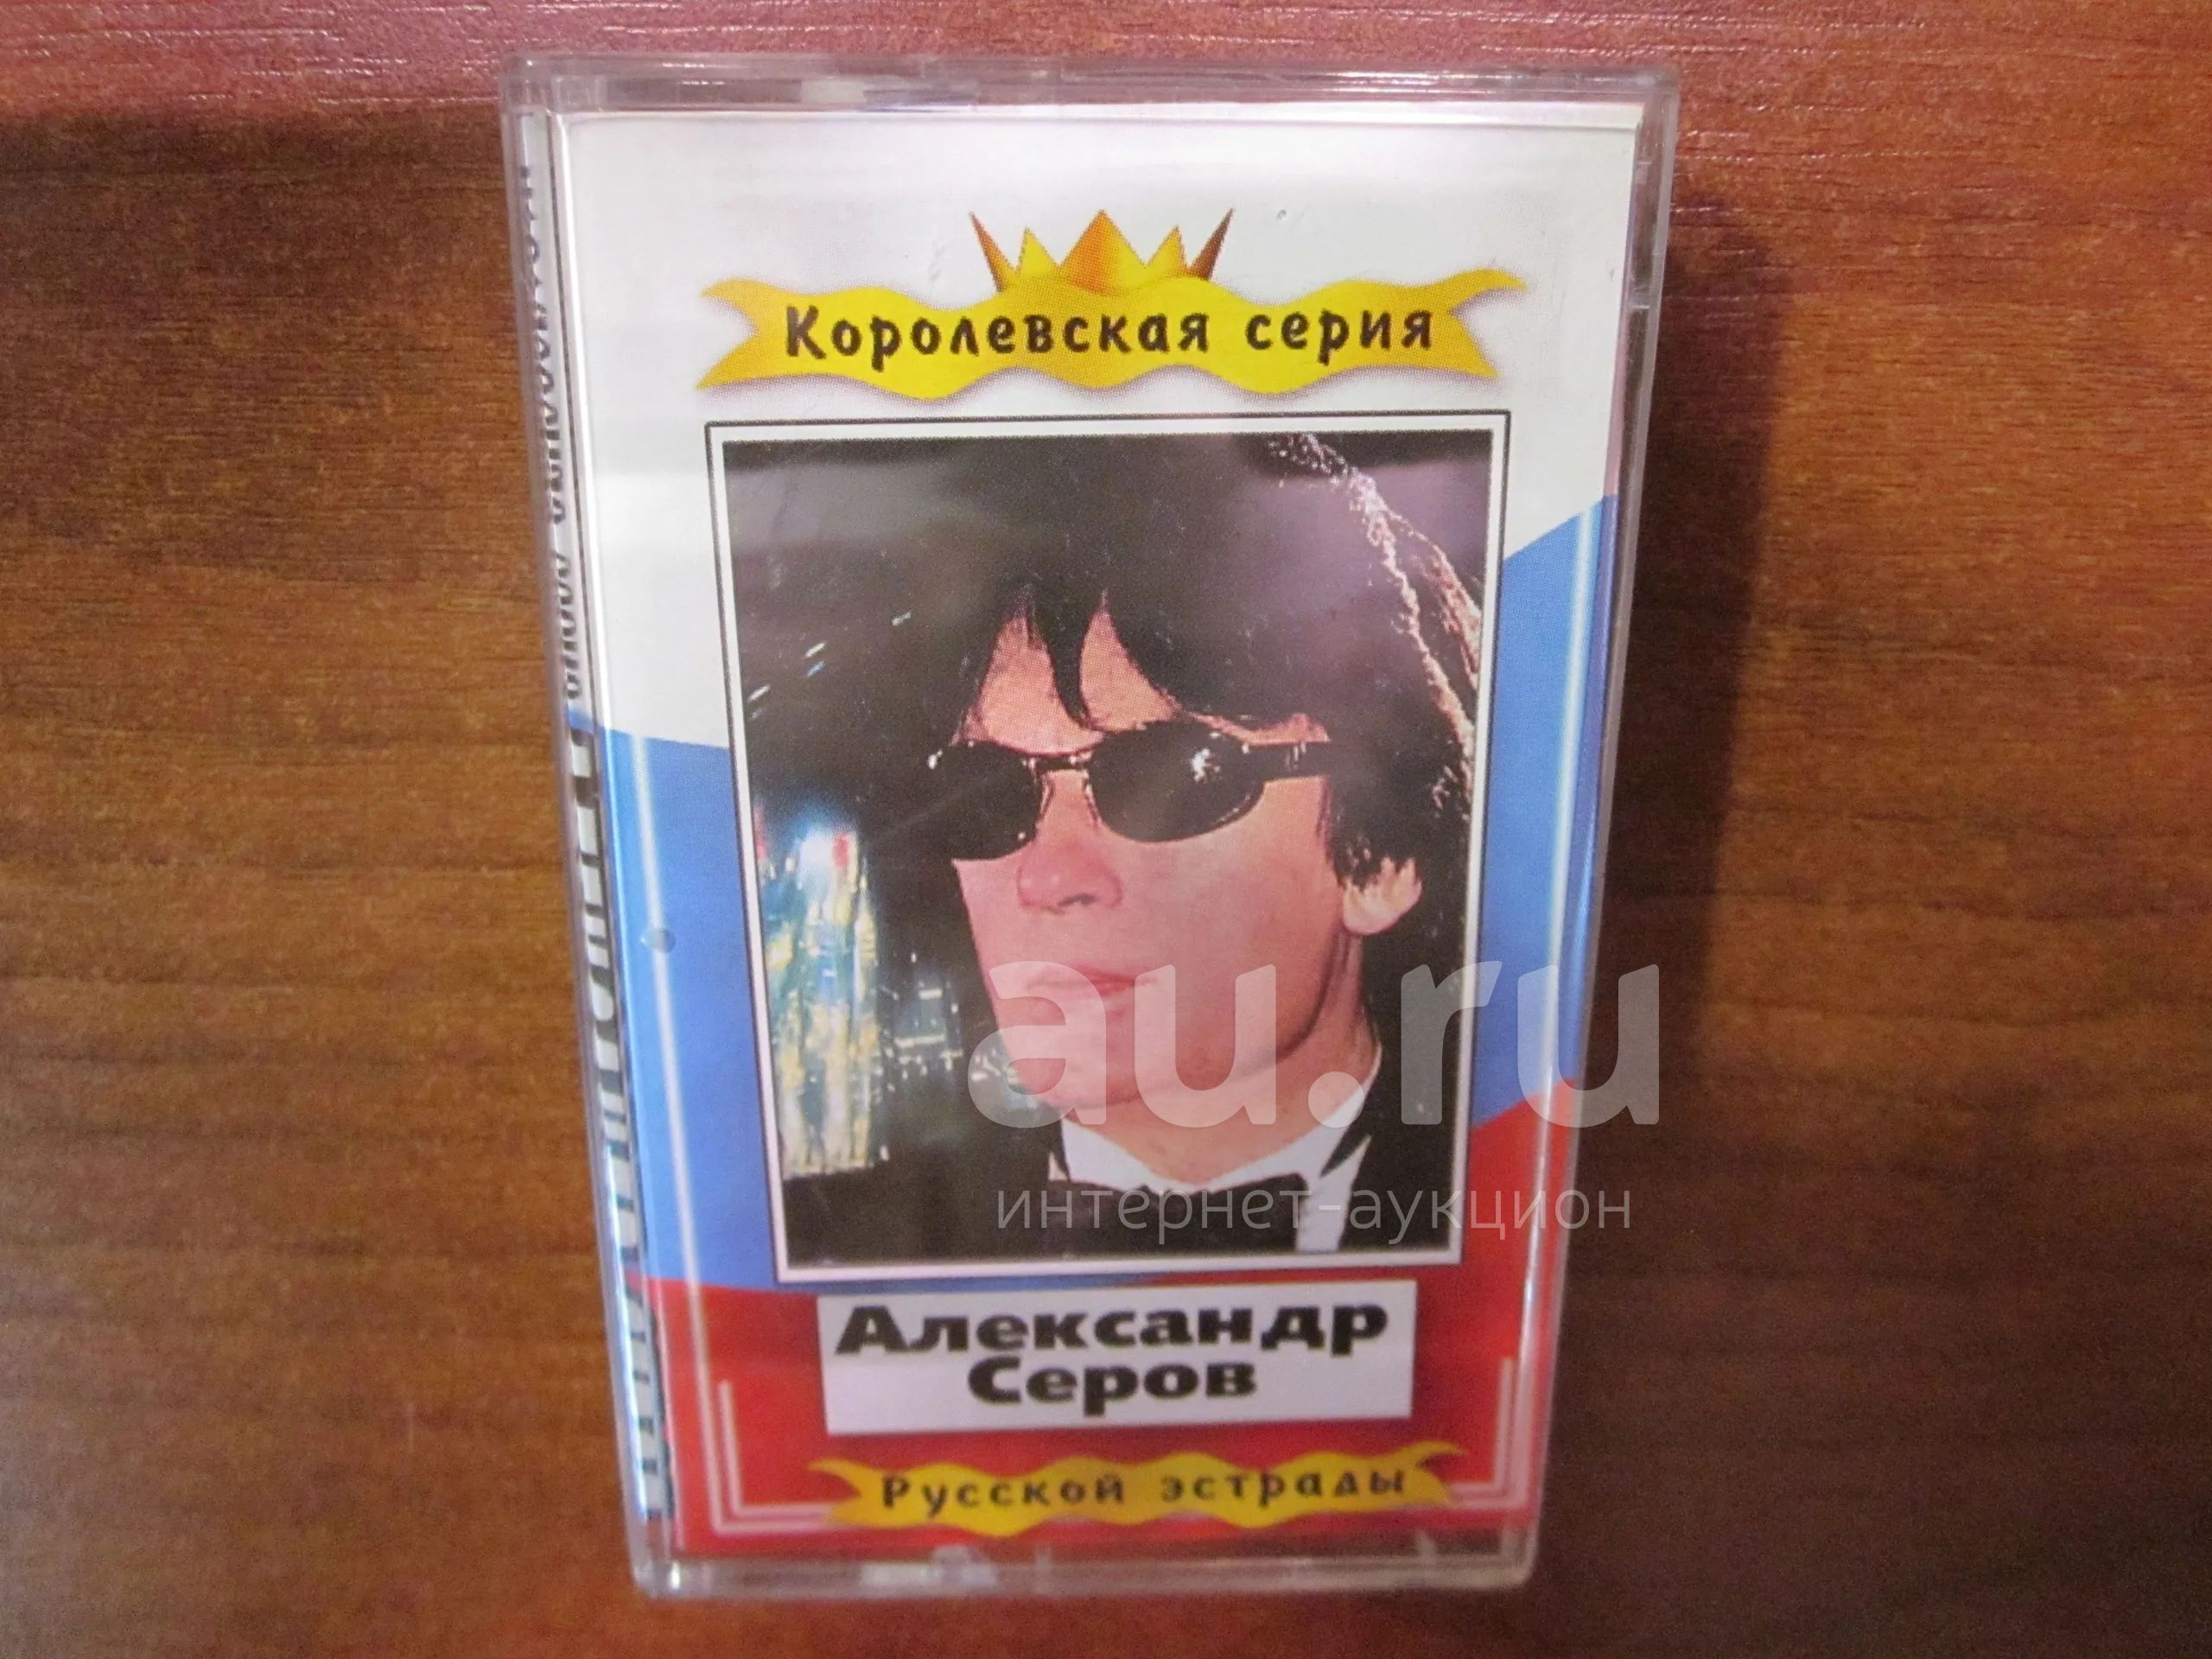 Королевская серия
au.ru
интернет-аукцион
Александр
Серов
Русской эстрады